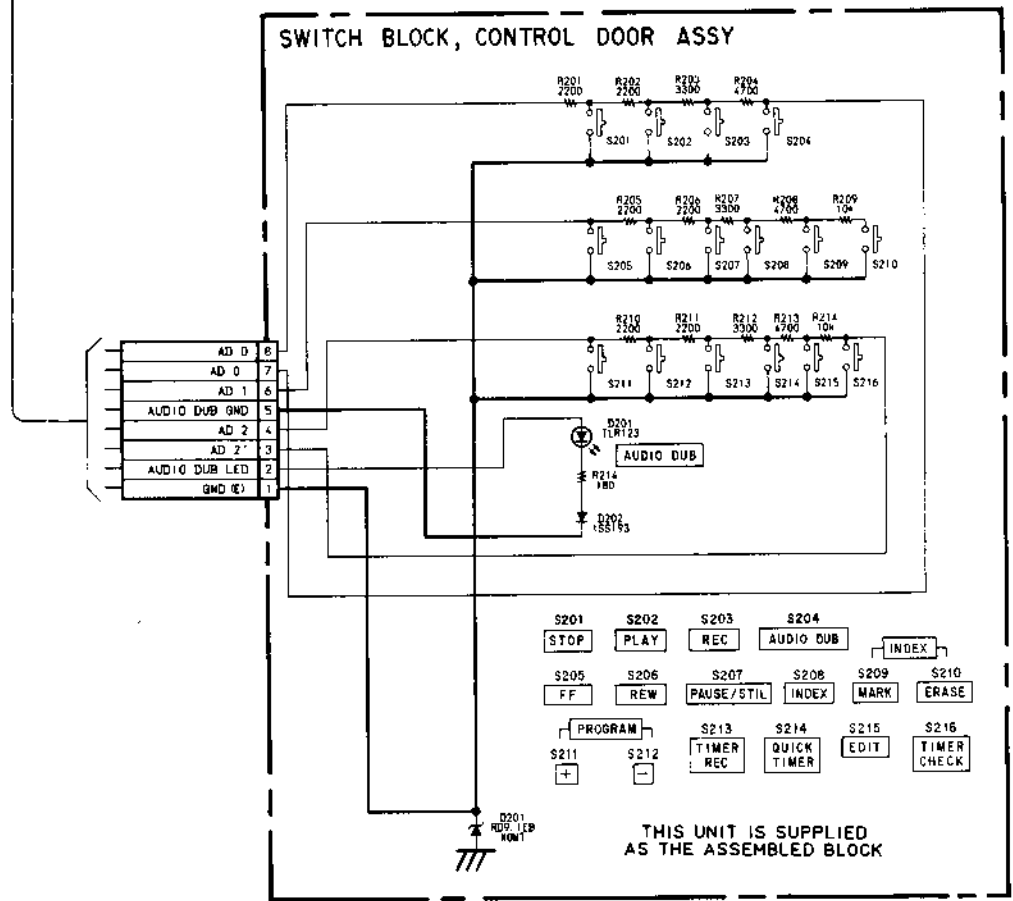 SWITCH BLOCK, CONTROL DOOR ASSY
R201 R202 R203 R204
2200 2200 3300 4700
S201 S202 S203 S204
R205 R206 R207 R208 R209
2200 2200 3300 4700 10k
S205 S206 S207 S208 S209 S210
R210 R211 R212 R213 R214
2200 2200 3300 4700 10k
S211 S212 S213 S214 S215 S216
AD 0 8
AD 0 7
AD 1 6
AUDIO DUB GND 5
AD 2 4
AD 2' 3
AUDIO DUB LED 2
GND (E) 1
D201
TLR123
AUDIO DUB
R214
180
D202
1SS193
S201 S202 S203 S204
STOP PLAY REC AUDIO DUB
INDEX
S205 S206 S207 S208 S209 S210
FF REW PAUSE/STIL INDEX MARK ERASE
PROGRAM
S211 S212 S213 S214 S215 S216
+ - TIMER REC QUICK TIMER EDIT TIMER CHECK
D201
RD9.1EB
THIS UNIT IS SUPPLIED
AS THE ASSEMBLED BLOCK